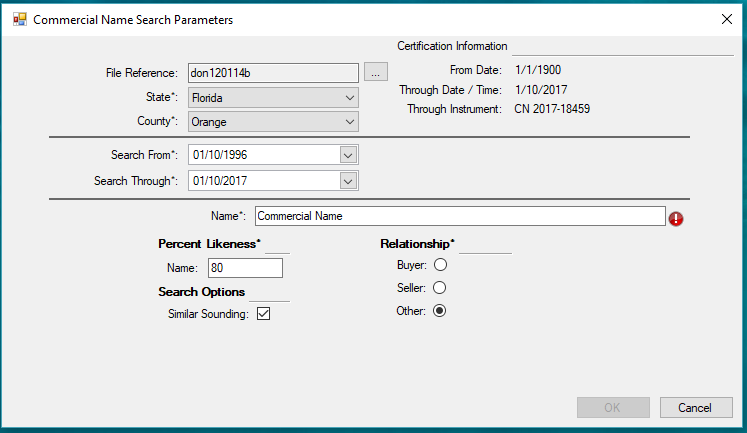 Commercial Name Search Parameters
Certification Information
File Reference: don120114b ... From Date: 1/1/1900
State*: Florida Through Date / Time: 1/10/2017
County*: Orange Through Instrument: CN 2017-18459
Search From*: 01/10/1996
Search Through*: 01/10/2017
Name*: Commercial Name
Percent Likeness* Relationship*
Name: 80 Buyer:
Search Options Seller:
Similar Sounding: Other:
OK Cancel